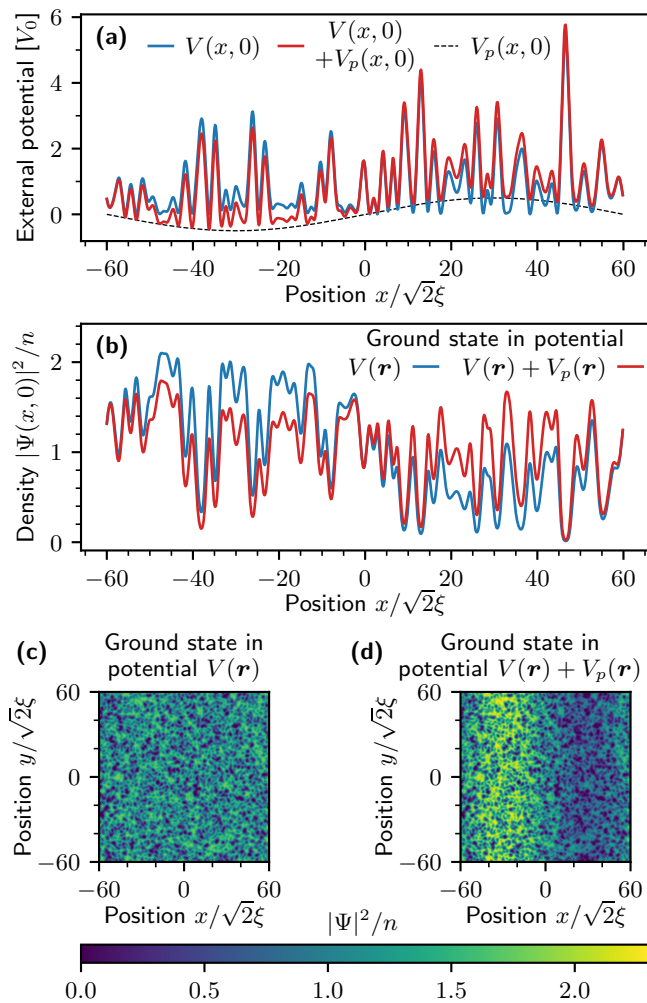 (a)
V(x, 0)
V(x, 0)
+V_p(x, 0)
V_p(x, 0)
External potential [V_0]
6
4
2
0
−60 −40 −20 0 20 40 60
Position x/√2ξ
(b)
Ground state in potential
V(r) V(r) + V_p(r)
Density |Ψ(x, 0)|²/n
2
1
0
−60 −40 −20 0 20 40 60
Position x/√2ξ
(c)
Ground state in
potential V(r)
Position y/√2ξ
60
0
−60
−60 0 60
Position x/√2ξ
(d)
Ground state in
potential V(r) + V_p(r)
Position y/√2ξ
60
0
−60
−60 0 60
Position x/√2ξ
|Ψ|²/n
0.0 0.5 1.0 1.5 2.0